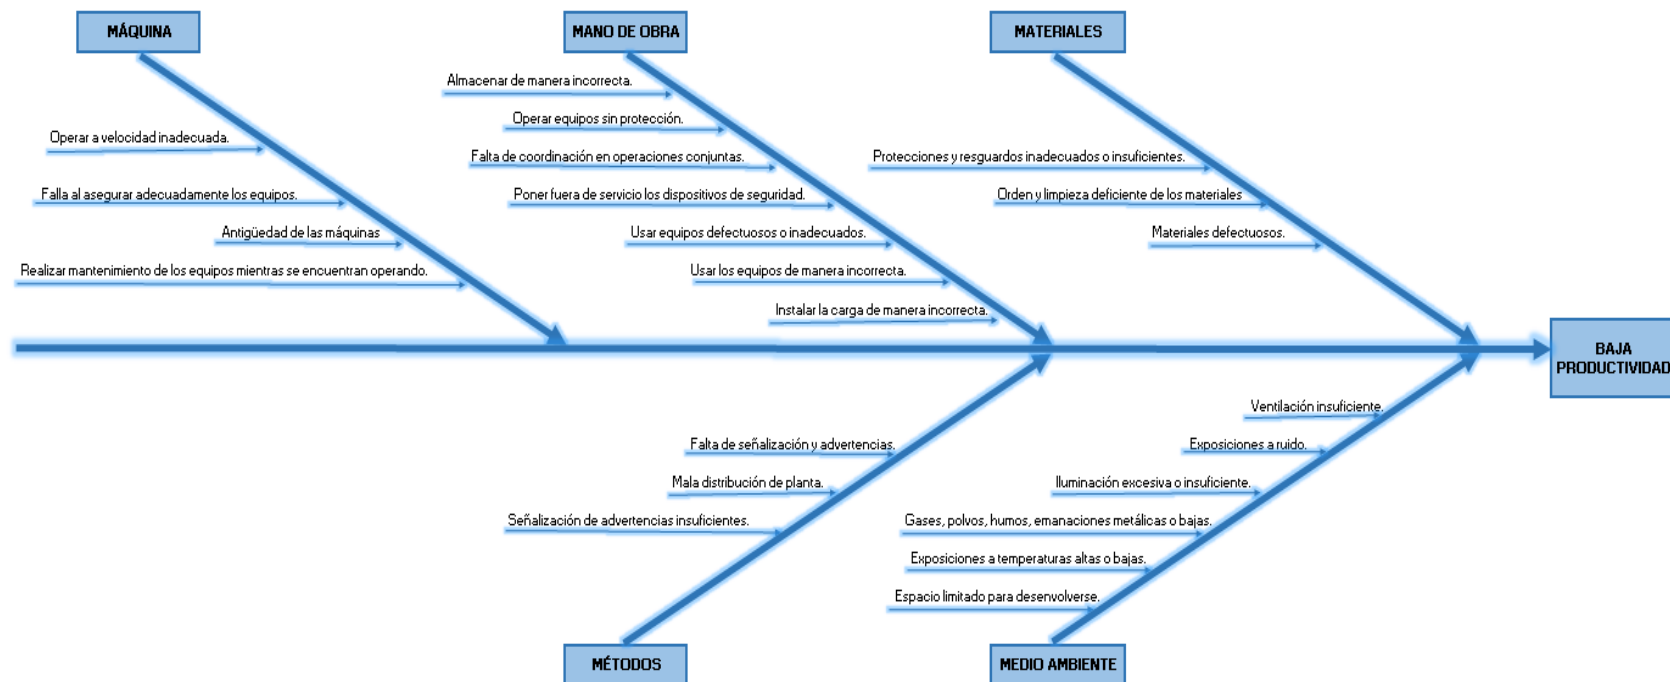 MÁQUINA
MANO DE OBRA
MATERIALES
Operar a velocidad inadecuada.
Falla al asegurar adecuadamente los equipos.
Antigüedad de las máquinas
Realizar mantenimiento de los equipos mientras se encuentran operando.
Almacenar de manera incorrecta.
Operar equipos sin protección.
Falta de coordinación en operaciones conjuntas.
Poner fuera de servicio los dispositivos de seguridad.
Usar equipos defectuosos o inadecuados.
Usar los equipos de manera incorrecta.
Instalar la carga de manera incorrecta.
Protecciones y resguardos inadecuados o insuficientes.
Orden y limpieza deficiente de los materiales
Materiales defectuosos.
BAJA
PRODUCTIVIDAD
Falta de señalización y advertencias.
Mala distribución de planta.
Señalización de advertencias insuficientes.
Ventilación insuficiente.
Exposiciones a ruido.
Iluminación excesiva o insuficiente.
Gases, polvos, humos, emanaciones metálicas o bajas.
Exposiciones a temperaturas altas o bajas.
Espacio limitado para desenvolverse.
MÉTODOS
MEDIO AMBIENTE